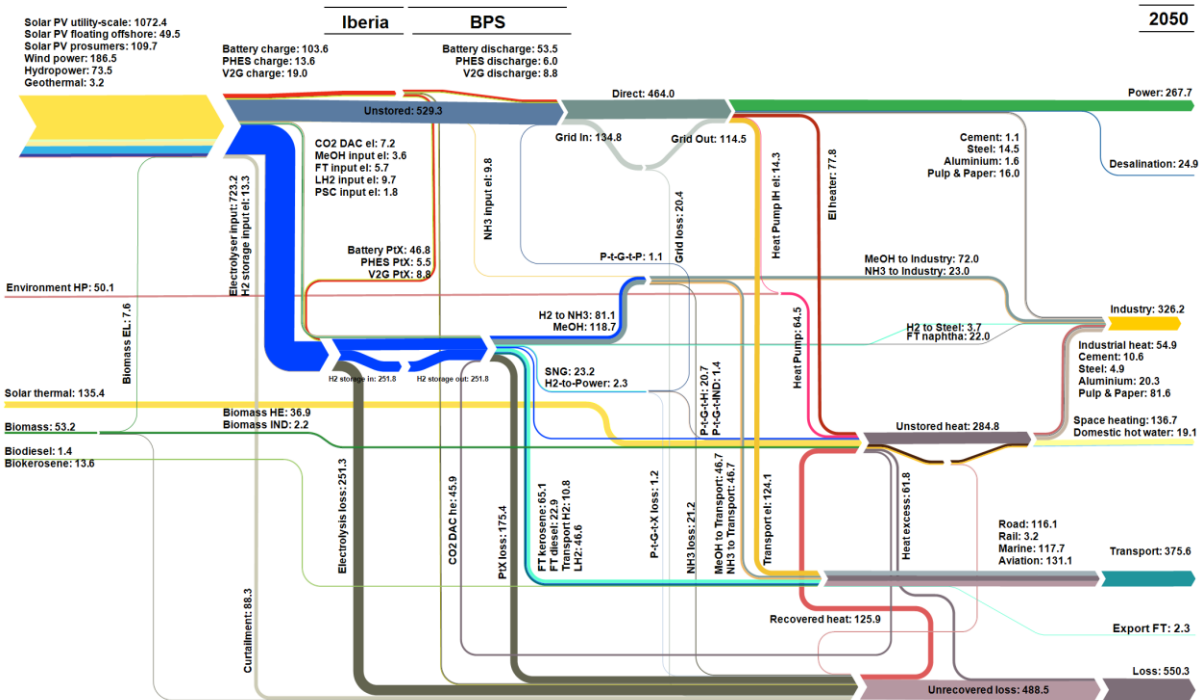 Iberia
BPS
2050
Solar PV utility-scale: 1072.4
Solar PV floating offshore: 49.5
Solar PV prosumers: 109.7
Wind power: 186.5
Hydropower: 73.5
Geothermal: 3.2
Battery charge: 103.6
PHES charge: 13.6
V2G charge: 19.0
Battery discharge: 53.5
PHES discharge: 6.0
V2G discharge: 8.8
Unstored: 529.3
Direct: 464.0
Power: 267.7
Grid In: 134.8
Grid Out: 114.5
CO2 DAC el: 7.2
MeOH input el: 3.6
FT input el: 5.7
LH2 input el: 9.7
PSC input el: 1.8
Cement: 1.1
Steel: 14.5
Aluminium: 1.6
Pulp & Paper: 16.0
Desalination: 24.9
Electrolyser input: 723.2
H2 storage input el: 13.3
NH3 input el: 9.8
Grid loss: 20.4
Heat Pump IH el: 14.3
El heater: 77.8
Battery PtX: 46.8
PHES PtX: 5.5
V2G PtX: 8.8
P-t-G-t-P: 1.1
MeOH to Industry: 72.0
NH3 to Industry: 23.0
Environment HP: 50.1
Biomass EL: 7.6
H2 to NH3: 81.1
MeOH: 118.7
Heat Pump: 64.5
Industry: 326.2
H2 to Steel: 3.7
FT naphtha: 22.0
H2 storage in: 251.8
H2 storage out: 251.8
Industrial heat: 54.9
Cement: 10.6
Steel: 4.9
Aluminium: 20.3
Pulp & Paper: 81.6
SNG: 23.2
H2-to-Power: 2.3
P-t-G-t-H: 20.7
P-t-G-t-IND: 1.4
Solar thermal: 135.4
Biomass HE: 36.9
Biomass IND: 2.2
Biomass: 53.2
Unstored heat: 284.8
Space heating: 136.7
Domestic hot water: 19.1
Biodiesel: 1.4
Biokerosene: 13.6
Electrolysis loss: 251.3
CO2 DAC he: 45.9
PtX loss: 175.4
FT kerosene: 65.1
FT diesel: 22.9
Transport H2: 10.8
LH2: 46.6
P-t-G-t-X loss: 1.2
NH3 loss: 21.2
MeOH to Transport: 46.7
NH3 to Transport: 46.7
Transport el: 124.1
Heat excess: 61.8
Road: 116.1
Rail: 3.2
Marine: 117.7
Aviation: 131.1
Transport: 375.6
Curtailment: 88.3
Recovered heat: 125.9
Export FT: 2.3
Unrecovered loss: 488.5
Loss: 550.3